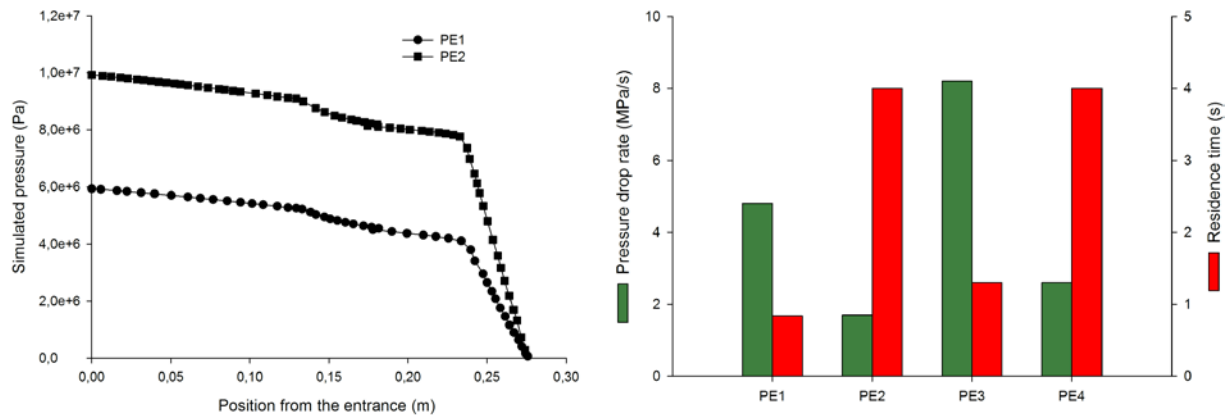 1,2e+7
1,0e+7
8,0e+6
6,0e+6
4,0e+6
2,0e+6
0,0
Simulated pressure (Pa)
PE1
PE2
0,00 0,05 0,10 0,15 0,20 0,25 0,30
Position from the entrance (m)
10
8
6
4
2
0
Pressure drop rate (MPa/s)
5
4
3
2
1
0
Residence time (s)
PE1 PE2 PE3 PE4